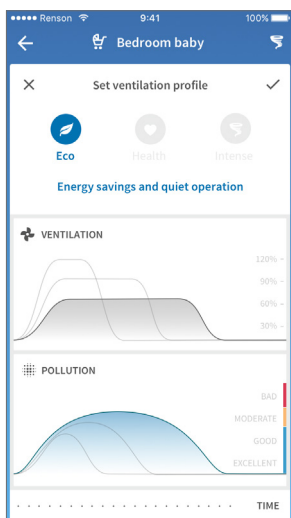 Renson 9:41 100%
Bedroom baby
Set ventilation profile
Eco Health Intense
Energy savings and quiet operation
VENTILATION
120%
90%
60%
30%
POLLUTION
BAD
MODERATE
GOOD
EXCELLENT
TIME